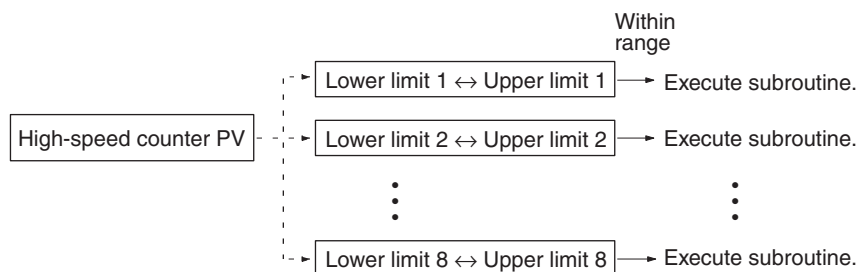 Within
range
Lower limit 1 ↔ Upper limit 1
Execute subroutine.
High-speed counter PV
Lower limit 2 ↔ Upper limit 2
Execute subroutine.
Lower limit 8 ↔ Upper limit 8
Execute subroutine.